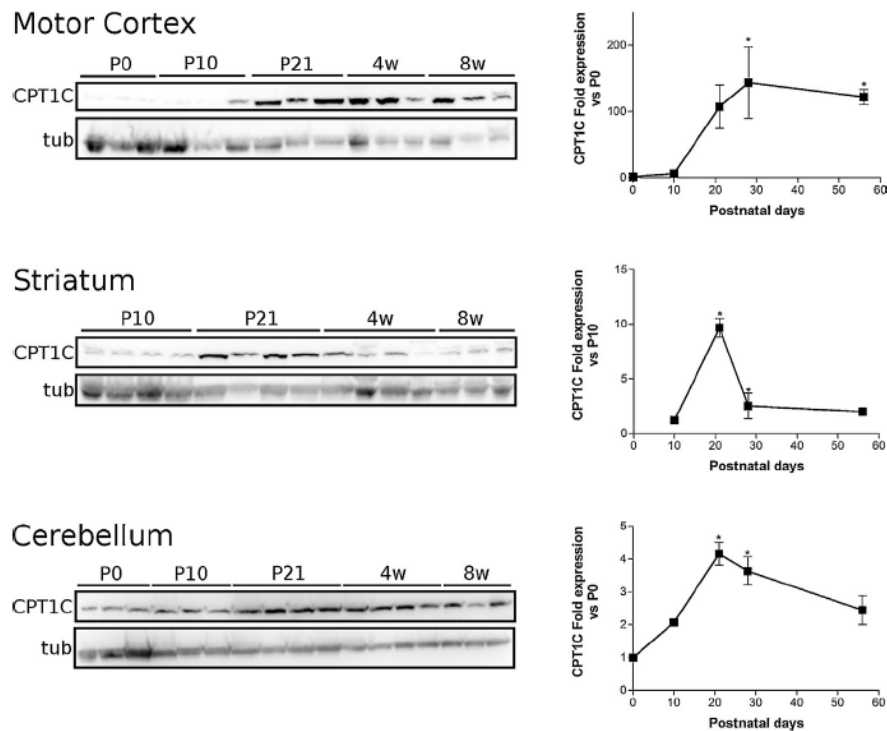 Motor Cortex
P0 P10 P21 4w 8w
CPT1C
tub
CPT1C Fold expression
vs P0
200
100
0
*
*
0 10 20 30 40 50 60
Postnatal days
Striatum
P10 P21 4w 8w
CPT1C
tub
CPT1C Fold expression
vs P10
15
10
5
0
*
*
0 10 20 30 40 50 60
Postnatal days
Cerebellum
P0 P10 P21 4w 8w
CPT1C
tub
CPT1C Fold expression
vs P0
5
4
3
2
1
0
*
*
0 10 20 30 40 50 60
Postnatal days